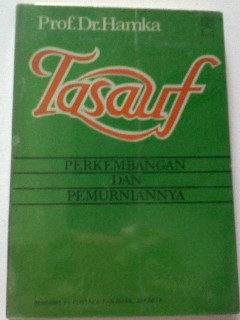 Prof.Dr.Hamka
Tasauf
PERKEMBANGAN
DAN
PEMURNIANNYA